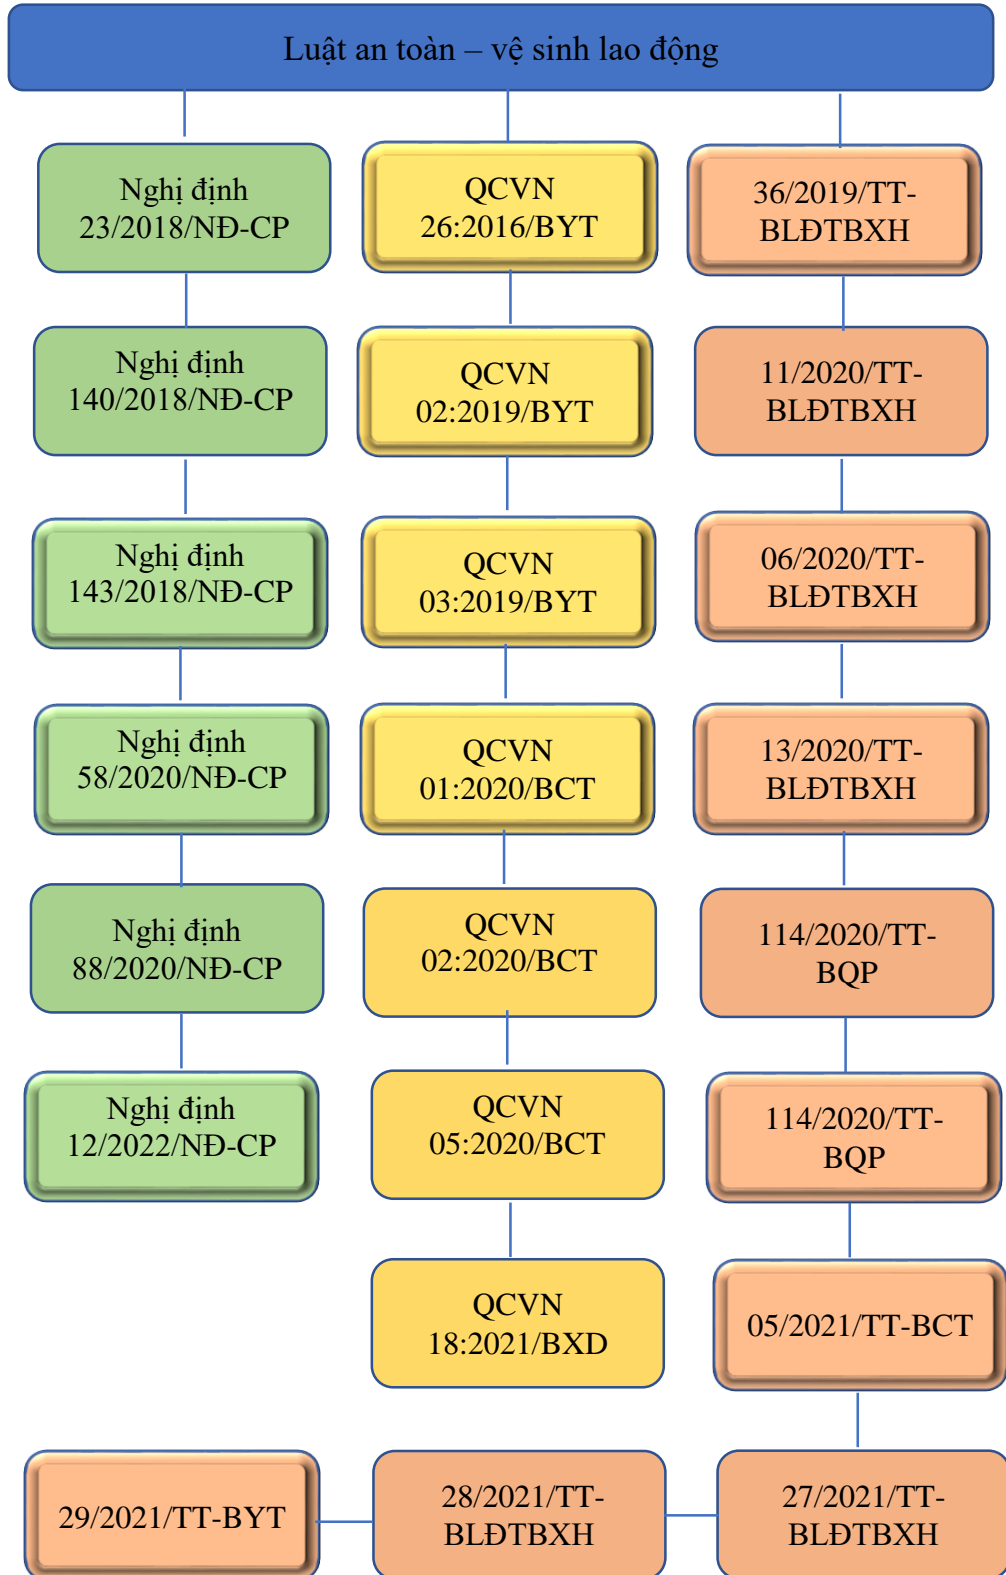 Luật an toàn – vệ sinh lao động
Nghị định
23/2018/NĐ-CP
QCVN
26:2016/BYT
36/2019/TT-
BLĐTBXH
Nghị định
140/2018/NĐ-CP
QCVN
02:2019/BYT
11/2020/TT-
BLĐTBXH
Nghị định
143/2018/NĐ-CP
QCVN
03:2019/BYT
06/2020/TT-
BLĐTBXH
Nghị định
58/2020/NĐ-CP
QCVN
01:2020/BCT
13/2020/TT-
BLĐTBXH
Nghị định
88/2020/NĐ-CP
QCVN
02:2020/BCT
114/2020/TT-
BQP
Nghị định
12/2022/NĐ-CP
QCVN
05:2020/BCT
114/2020/TT-
BQP
QCVN
18:2021/BXD
05/2021/TT-BCT
29/2021/TT-BYT
28/2021/TT-
BLĐTBXH
27/2021/TT-
BLĐTBXH